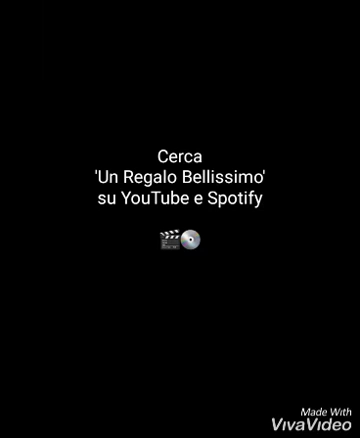 Cerca
'Un Regalo Bellissimo'
su YouTube e Spotify
🎬💿
Made With
VivaVideo